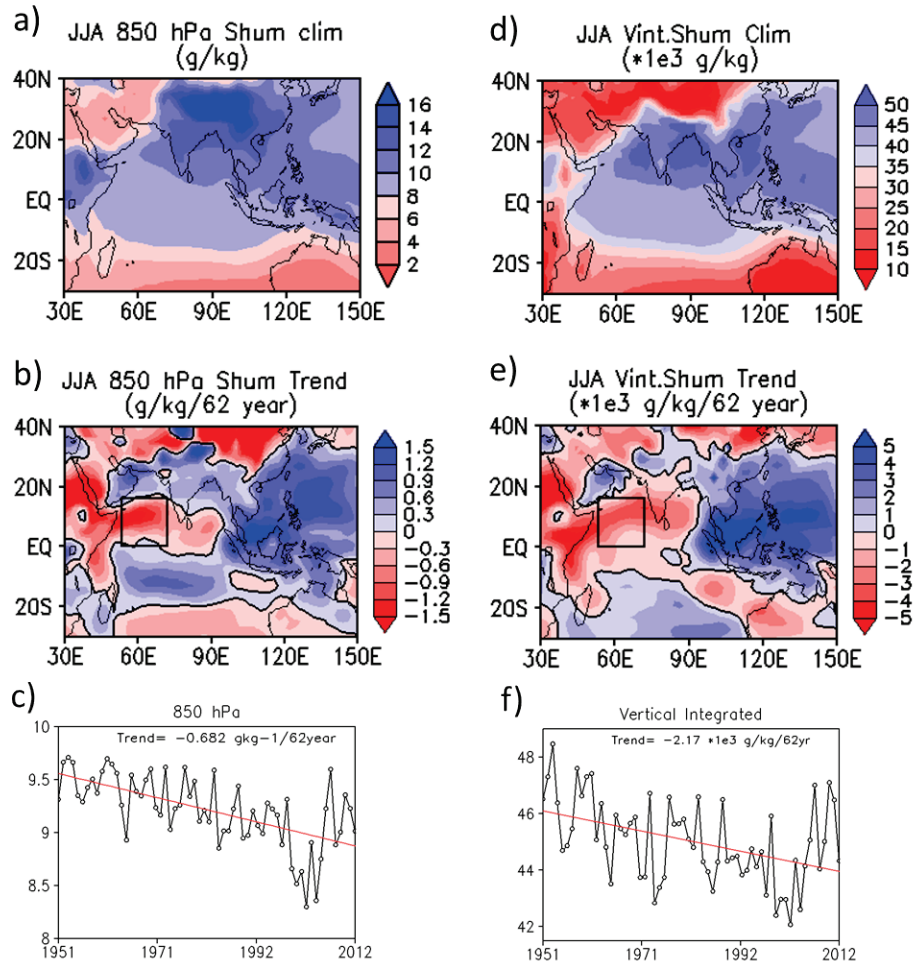 a)
JJA 850 hPa Shum clim
(g/kg)
40N
20N
EQ
20S
30E 60E 90E 120E 150E
16
14
12
10
8
6
4
2
d)
JJA Vint.Shum Clim
(*1e3 g/kg)
40N
20N
EQ
20S
30E 60E 90E 120E 150E
50
45
40
35
30
25
20
15
10
b)
JJA 850 hPa Shum Trend
(g/kg/62 year)
40N
20N
EQ
20S
30E 60E 90E 120E 150E
1.5
1.2
0.9
0.6
0.3
0
-0.3
-0.6
-0.9
-1.2
-1.5
e)
JJA Vint.Shum Trend
(*1e3 g/kg/62 year)
40N
20N
EQ
20S
30E 60E 90E 120E 150E
5
4
3
2
1
0
-1
-2
-3
-4
-5
c)
850 hPa
Trend= -0.682 gkg-1/62year
10
9.5
9
8.5
8
1951 1971 1992 2012
f)
Vertical Integrated
Trend= -2.17 *1e3 g/kg/62yr
48
46
44
42
1951 1971 1992 2012